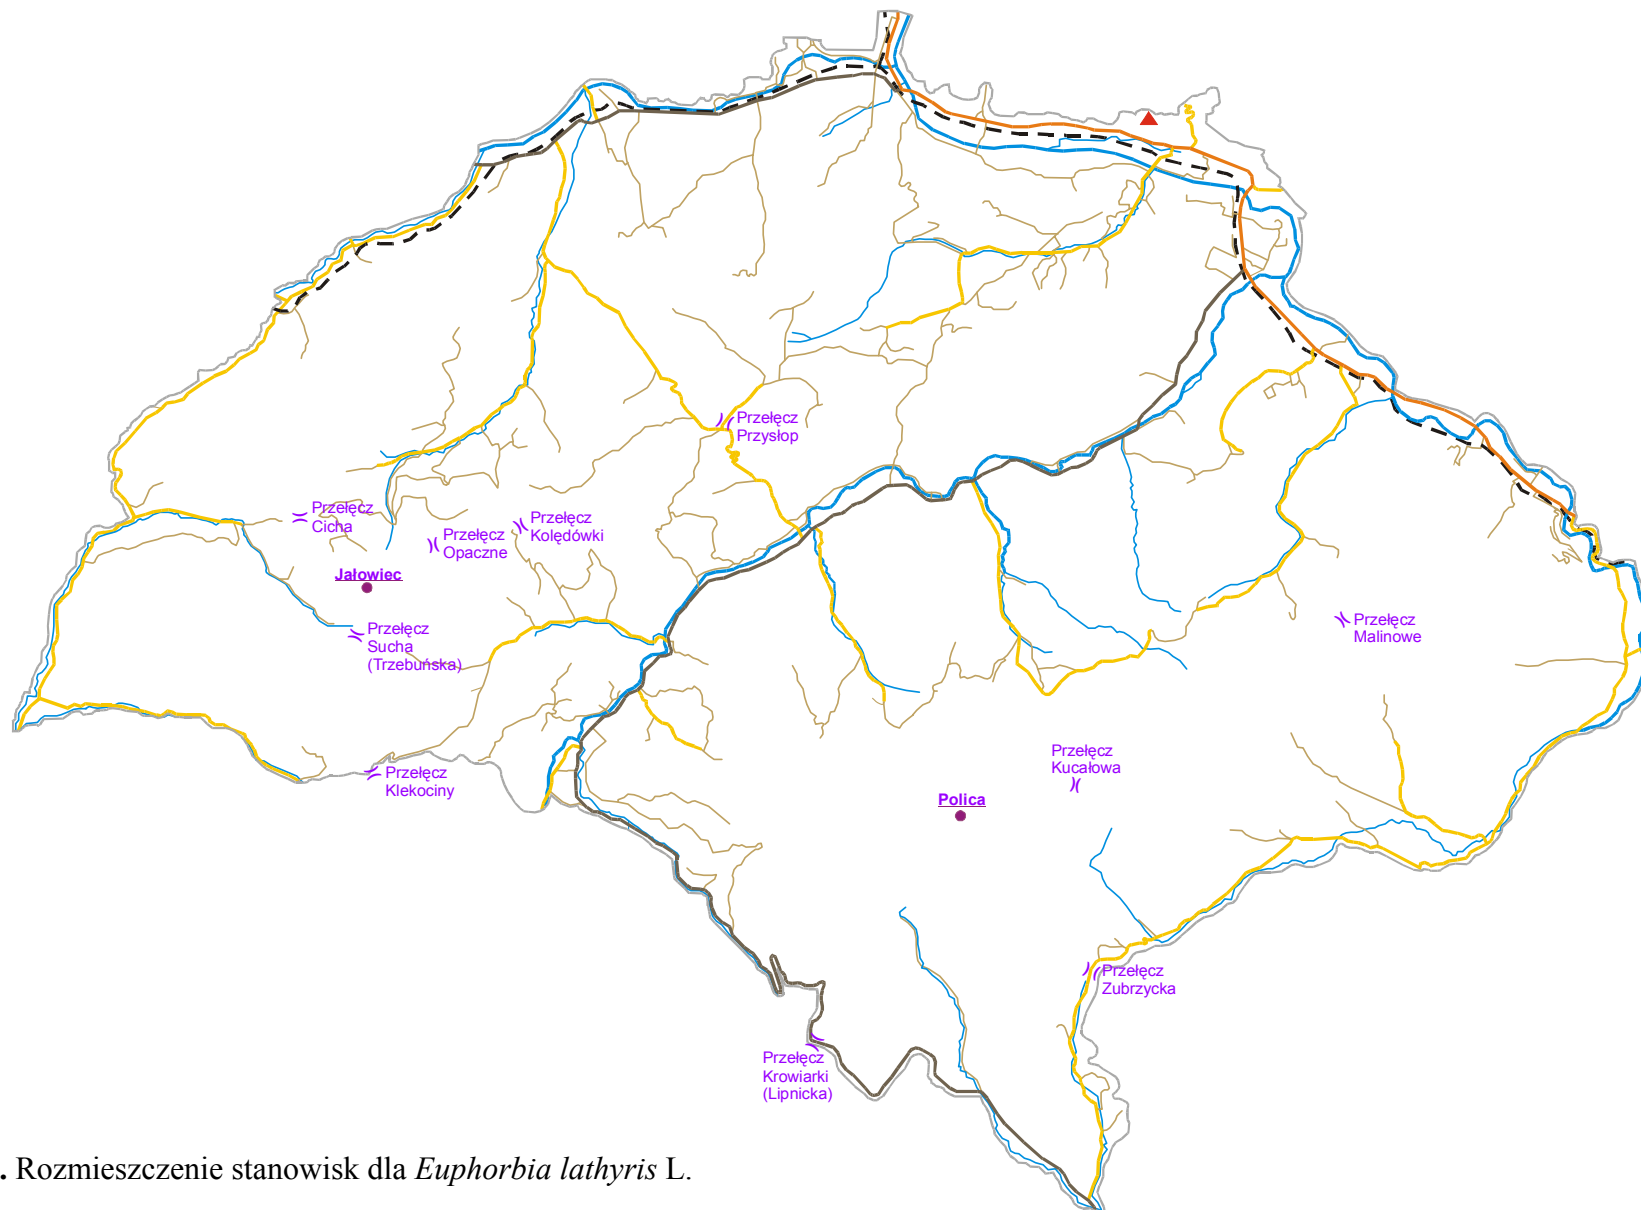 Przełęcz
Przysłop
Przełęcz
Cicha
Przełęcz
Kolędówki
Przełęcz
Opaczne
Jałowiec
Przełęcz
Sucha
(Trzebuńska)
Przełęcz
Malinowe
Przełęcz
Klekociny
Przełęcz
Kucałowa
Polica
Przełęcz
Zubrzycka
Przełęcz
Krowiarki
(Lipnicka)
. Rozmieszczenie stanowisk dla Euphorbia lathyris L.